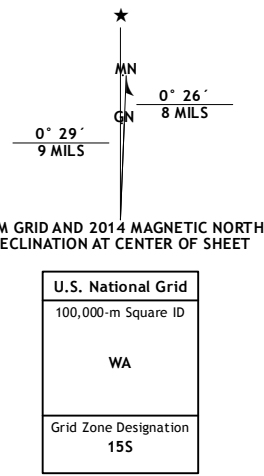 ★
MN
0° 26´
GN
8 MILS
0° 29´
9 MILS
M GRID AND 2014 MAGNETIC NORTH
ECLINATION AT CENTER OF SHEET
U.S. National Grid
100,000-m Square ID
WA
Grid Zone Designation
15S